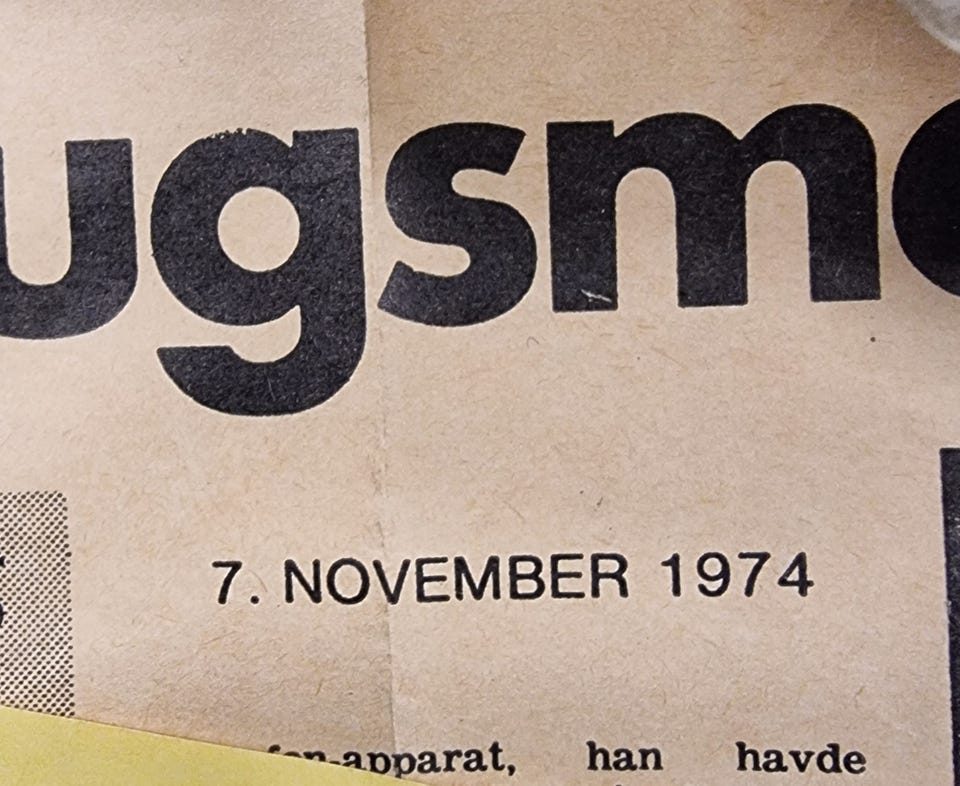 ugsm
7. NOVEMBER 1974
apparat, han havde